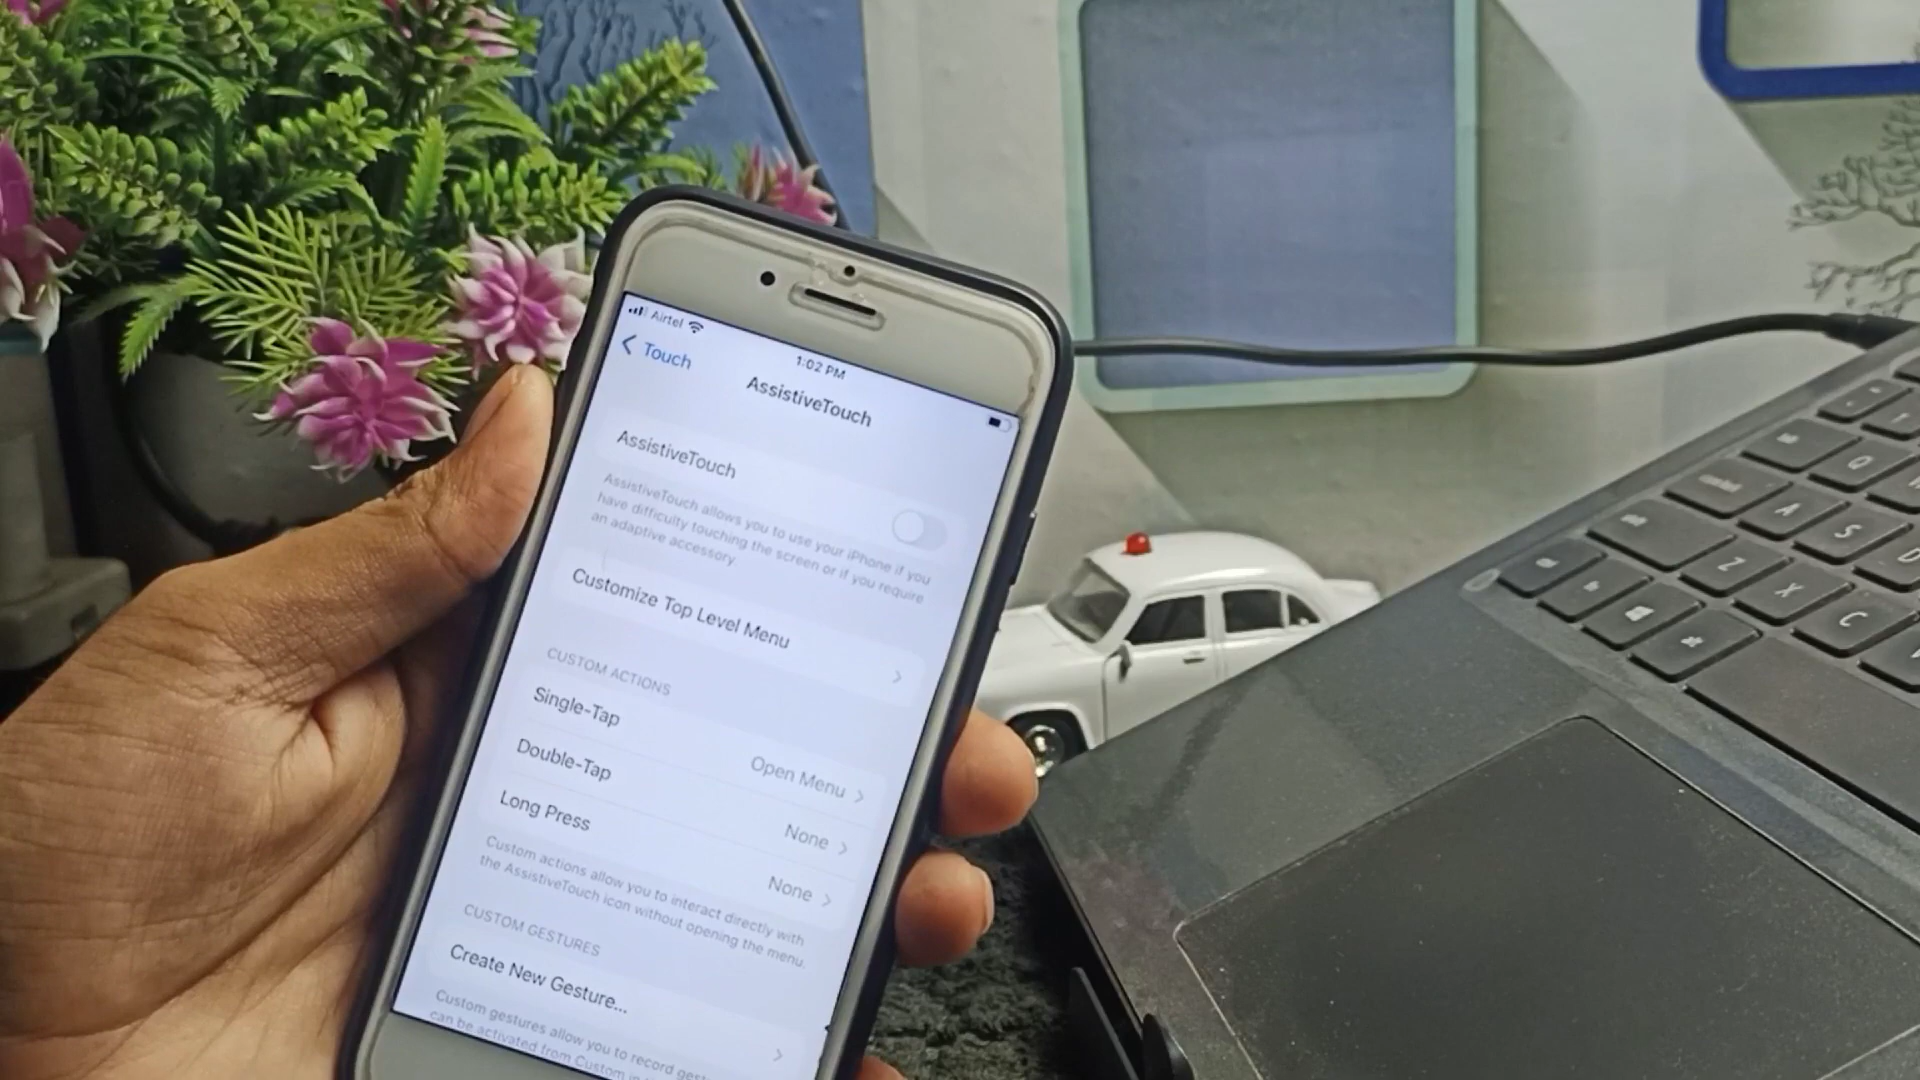 Airtel
1:02 PM
Touch
AssistiveTouch
AssistiveTouch
AssistiveTouch allows you to use your iPhone if you
have difficulty touching the screen or if you require
an adaptive accessory.
Customize Top Level Menu
CUSTOM ACTIONS
Single-Tap
Open Menu
Double-Tap
None
Long Press
None
Custom actions allow you to interact directly with
the AssistiveTouch icon without opening the menu.
CUSTOM GESTURES
Create New Gesture...
Custom gestures allow you to record
can be activated from Custom in
Q
A
S
D
Z
X
C